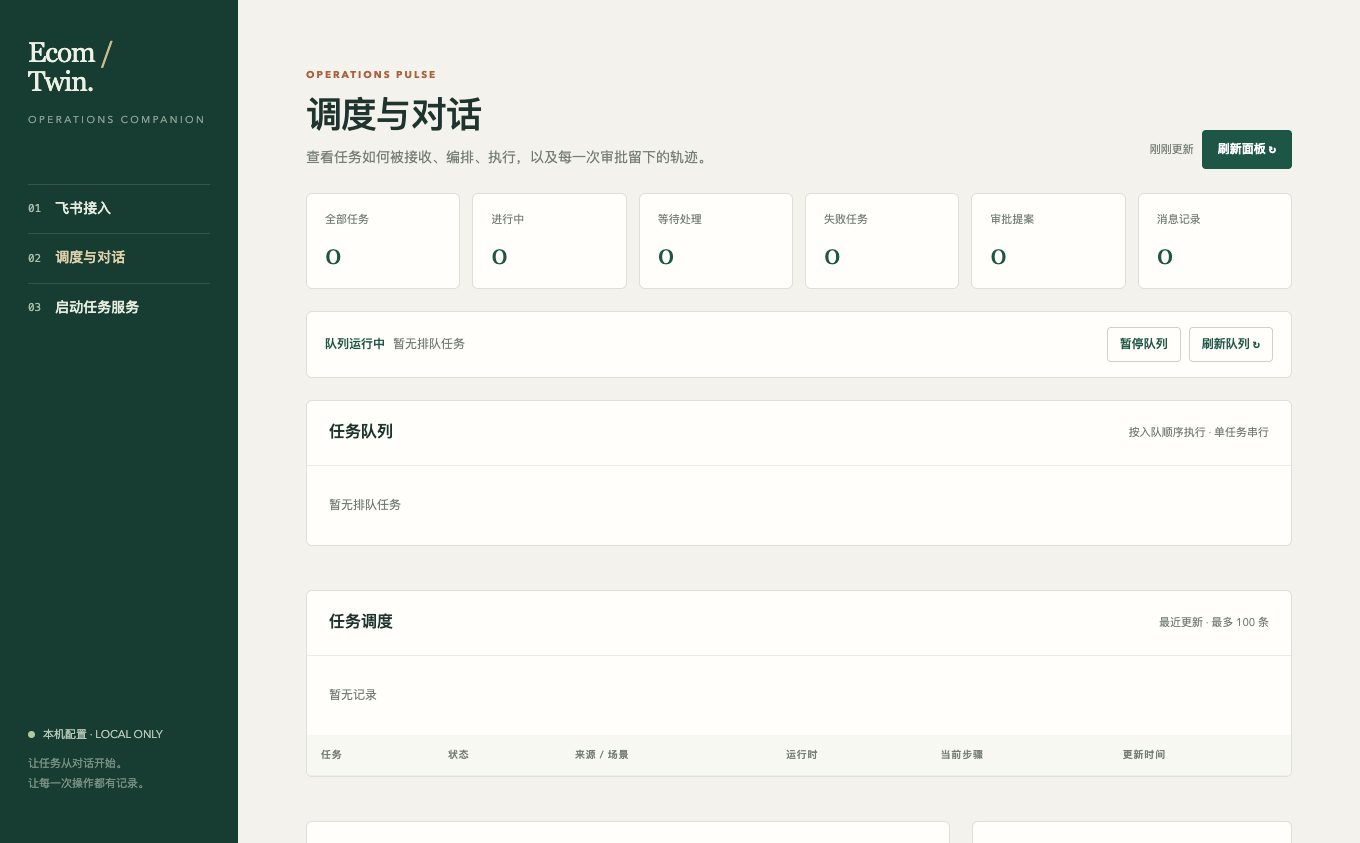 Ecom /
Twin.
OPERATIONS COMPANION
01 飞书接入
02 调度与对话
03 启动任务服务
本机配置 · LOCAL ONLY
让任务从对话开始。
让每一次操作都有记录。
OPERATIONS PULSE
调度与对话
查看任务如何被接收、编排、执行，以及每一次审批留下的轨迹。
刚刚更新 刷新面板 ↻
全部任务 进行中 等待处理 失败任务 审批提案 消息记录
0 0 0 0 0 0
队列运行中 暂无排队任务 暂停队列 刷新队列 ↻
任务队列 按入队顺序执行 · 单任务串行
暂无排队任务
任务调度 最近更新 · 最多 100 条
暂无记录
任务 状态 来源 / 场景 运行时 当前步骤 更新时间